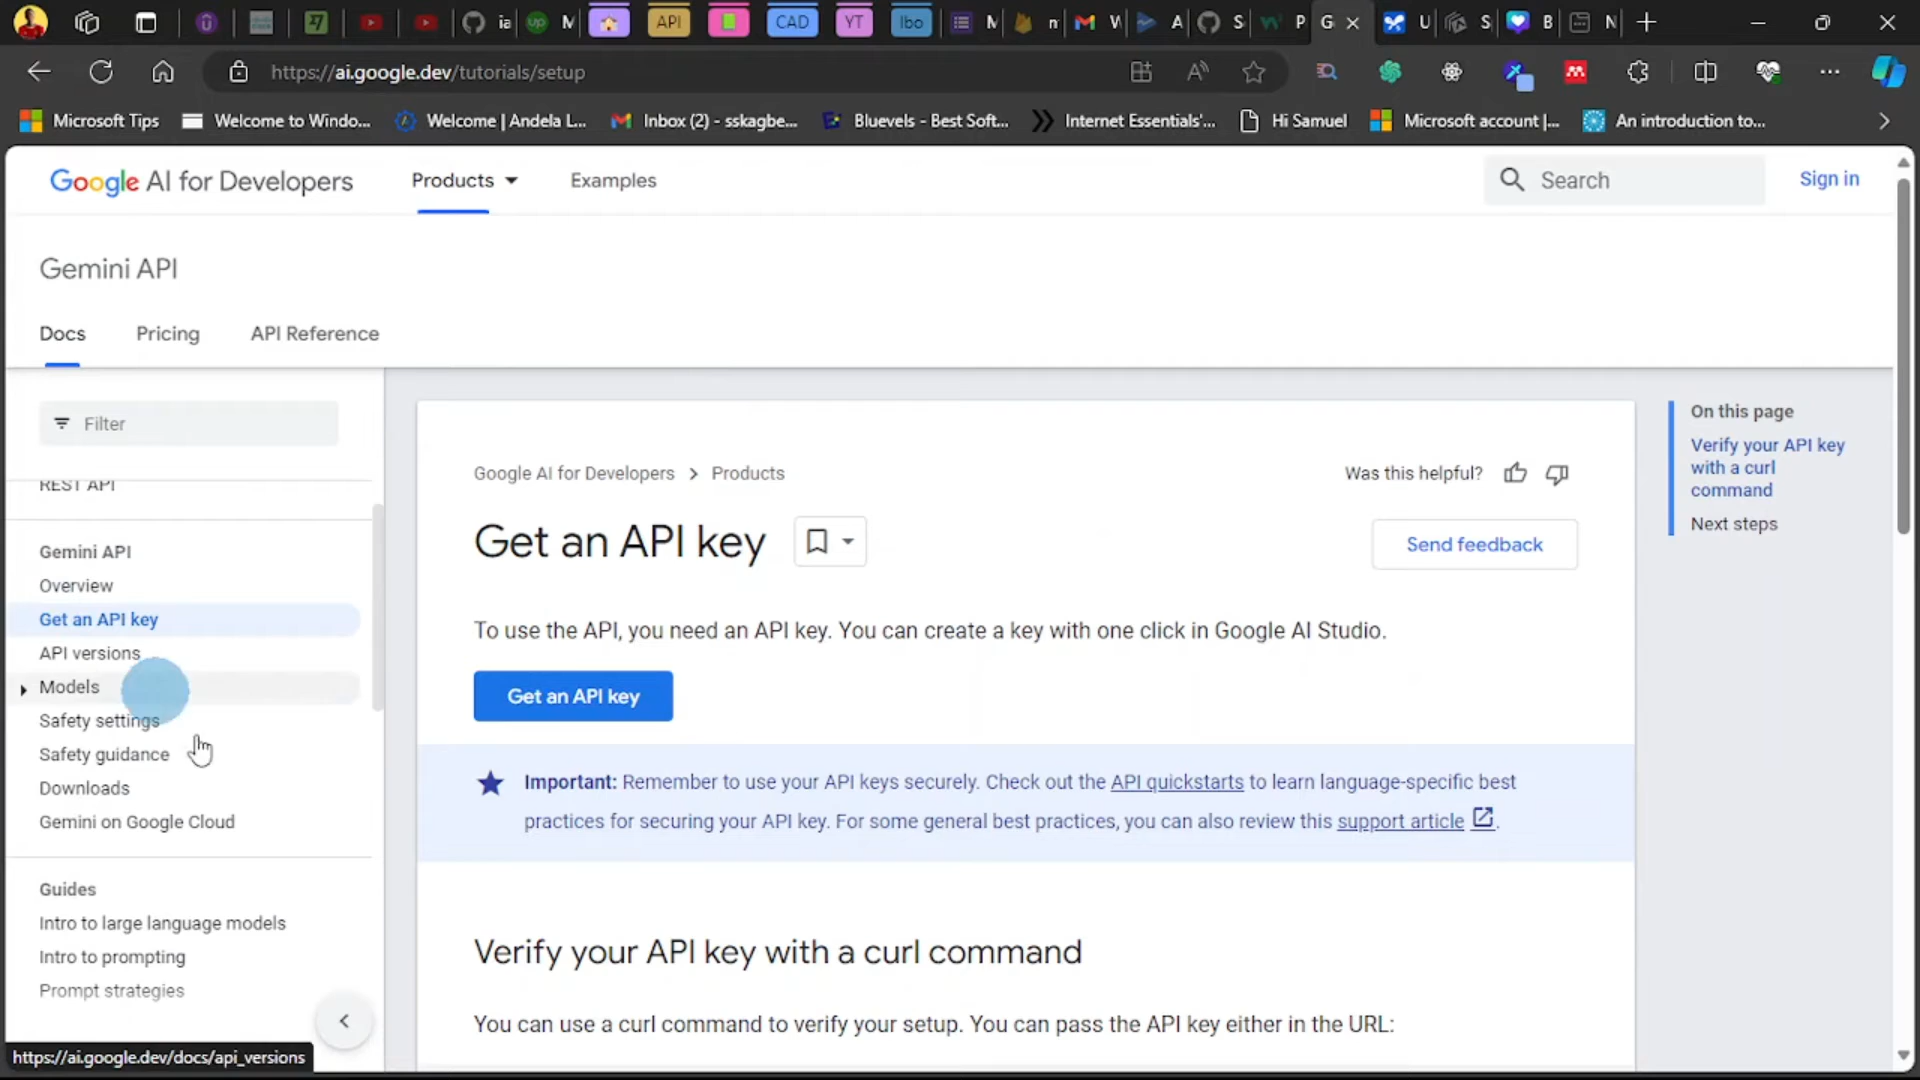 ia
M
API
CAD
YT
Ibo
https://ai.google.dev/tutorials/setup
Microsoft Tips
Welcome to Windo...
Welcome | Andela L...
Inbox (2) - sskagbe...
Bluevels - Best Soft...
Internet Essentials'...
Hi Samuel
Microsoft account |...
An introduction to...
Google AI for Developers
Products
Examples
Search
Sign in
Gemini API
Docs
Pricing
API Reference
Filter
REST API
Gemini API
Overview
Get an API key
API versions
Models
Safety settings
Safety guidance
Downloads
Gemini on Google Cloud
Guides
Intro to large language models
Intro to prompting
Prompt strategies
https://ai.google.dev/docs/api_versions
Google AI for Developers > Products
Was this helpful?
Get an API key
Send feedback
To use the API, you need an API key. You can create a key with one click in Google AI Studio.
Get an API key
Important: Remember to use your API keys securely. Check out the API quickstarts to learn language-specific best
practices for securing your API key. For some general best practices, you can also review this support article.
Verify your API key with a curl command
You can use a curl command to verify your setup. You can pass the API key either in the URL:
On this page
Verify your API key
with a curl
command
Next steps